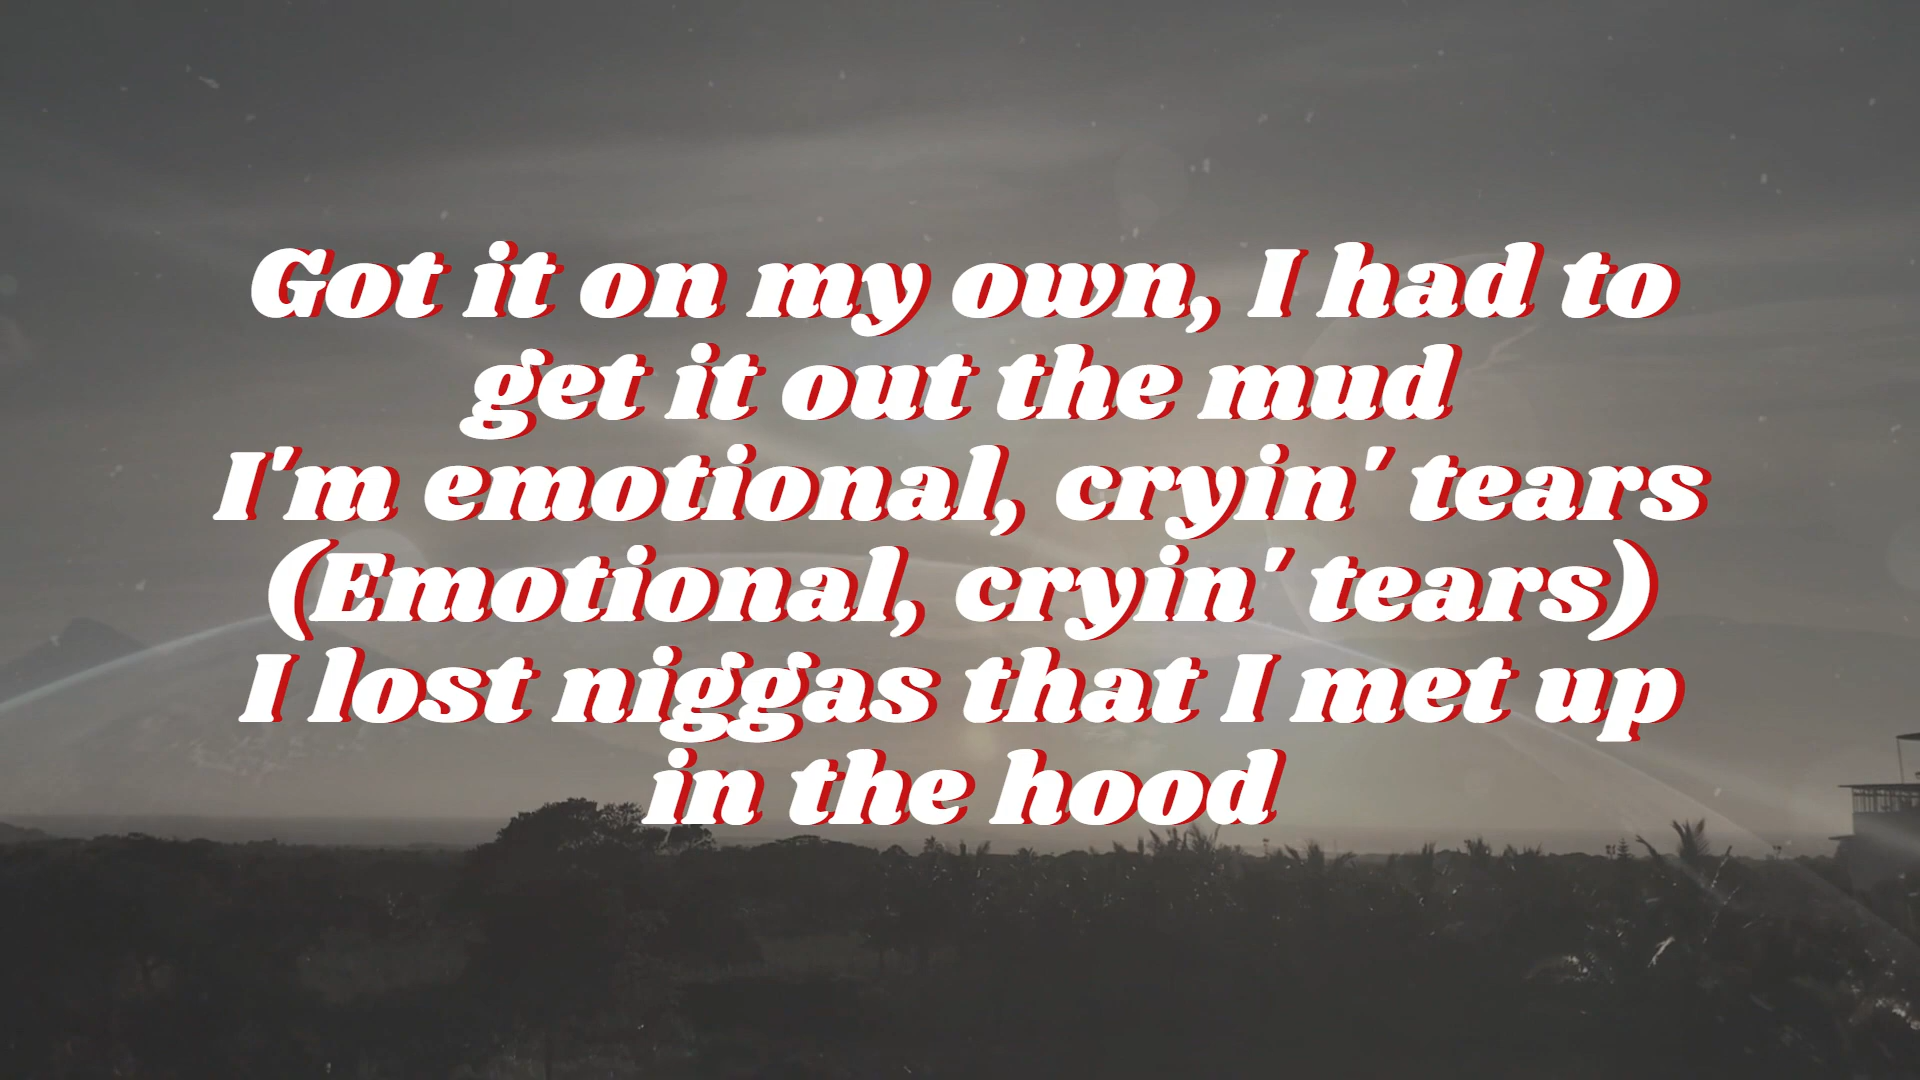 Got it on my own, I had to
get it out the mud
I'm emotional, cryin' tears
(Emotional, cryin' tears)
I lost niggas that I met up
in the hood